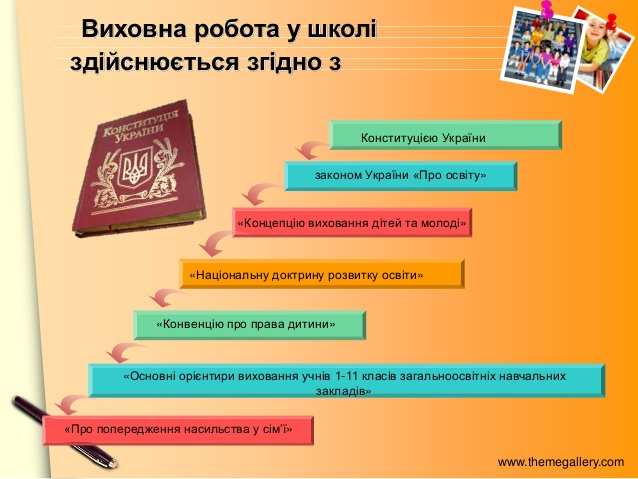 Виховна робота у школі
здійснюється згідно з
КОНСТИТУЦІЯ
УКРАЇНИ
Конституцією України
законом України «Про освіту»
«Концепцію виховання дітей та молоді»
«Національну доктрину розвитку освіти»
«Конвенцію про права дитини»
«Основні орієнтири виховання учнів 1-11 класів загальноосвітніх навчальних
закладів»
«Про попередження насильства у сім’ї»
www.themegallery.com